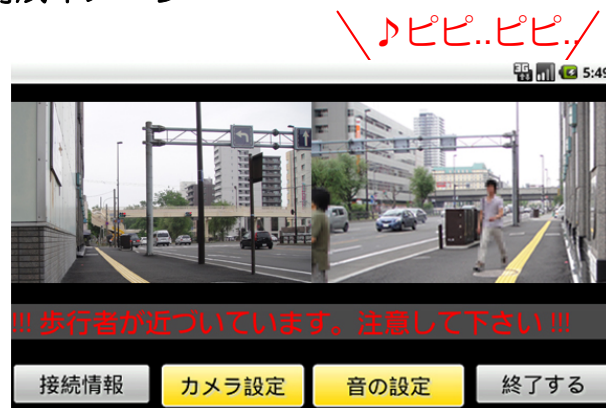 ＼♪ピピ..ピピ..／
5:49
!!! 歩行者が近づいています。注意して下さい !!!
接続情報
カメラ設定
音の設定
終了する